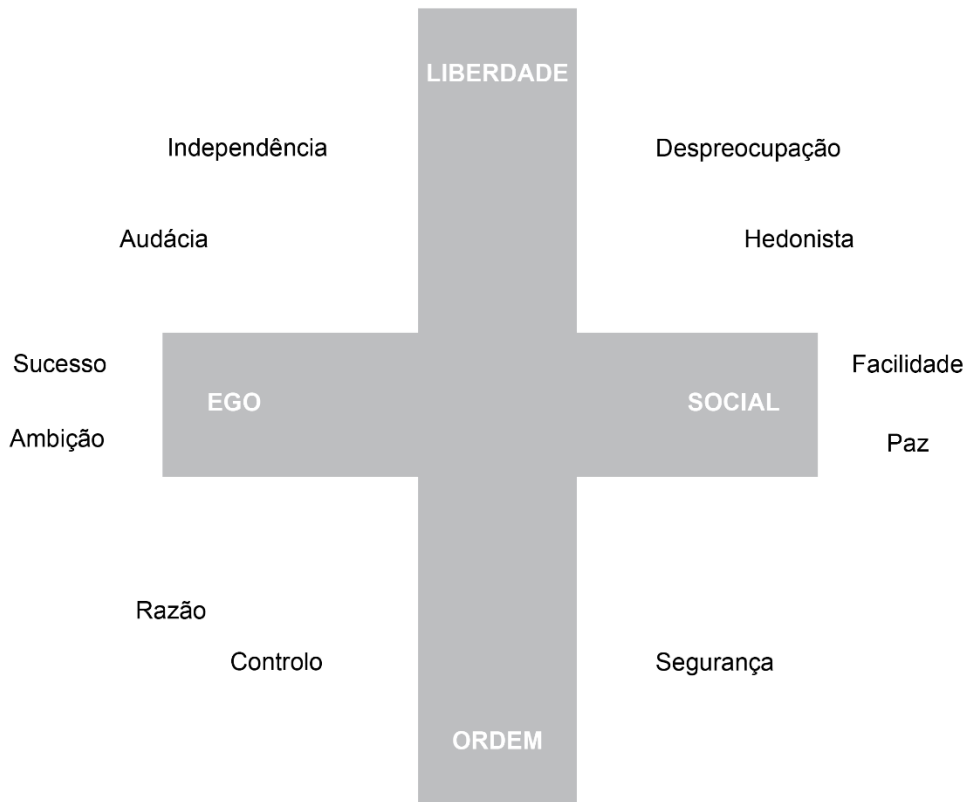 LIBERDADE
Independência
Despreocupação
Audácia
Hedonista
Sucesso
Facilidade
EGO
SOCIAL
Ambição
Paz
Razão
Controlo
Segurança
ORDEM